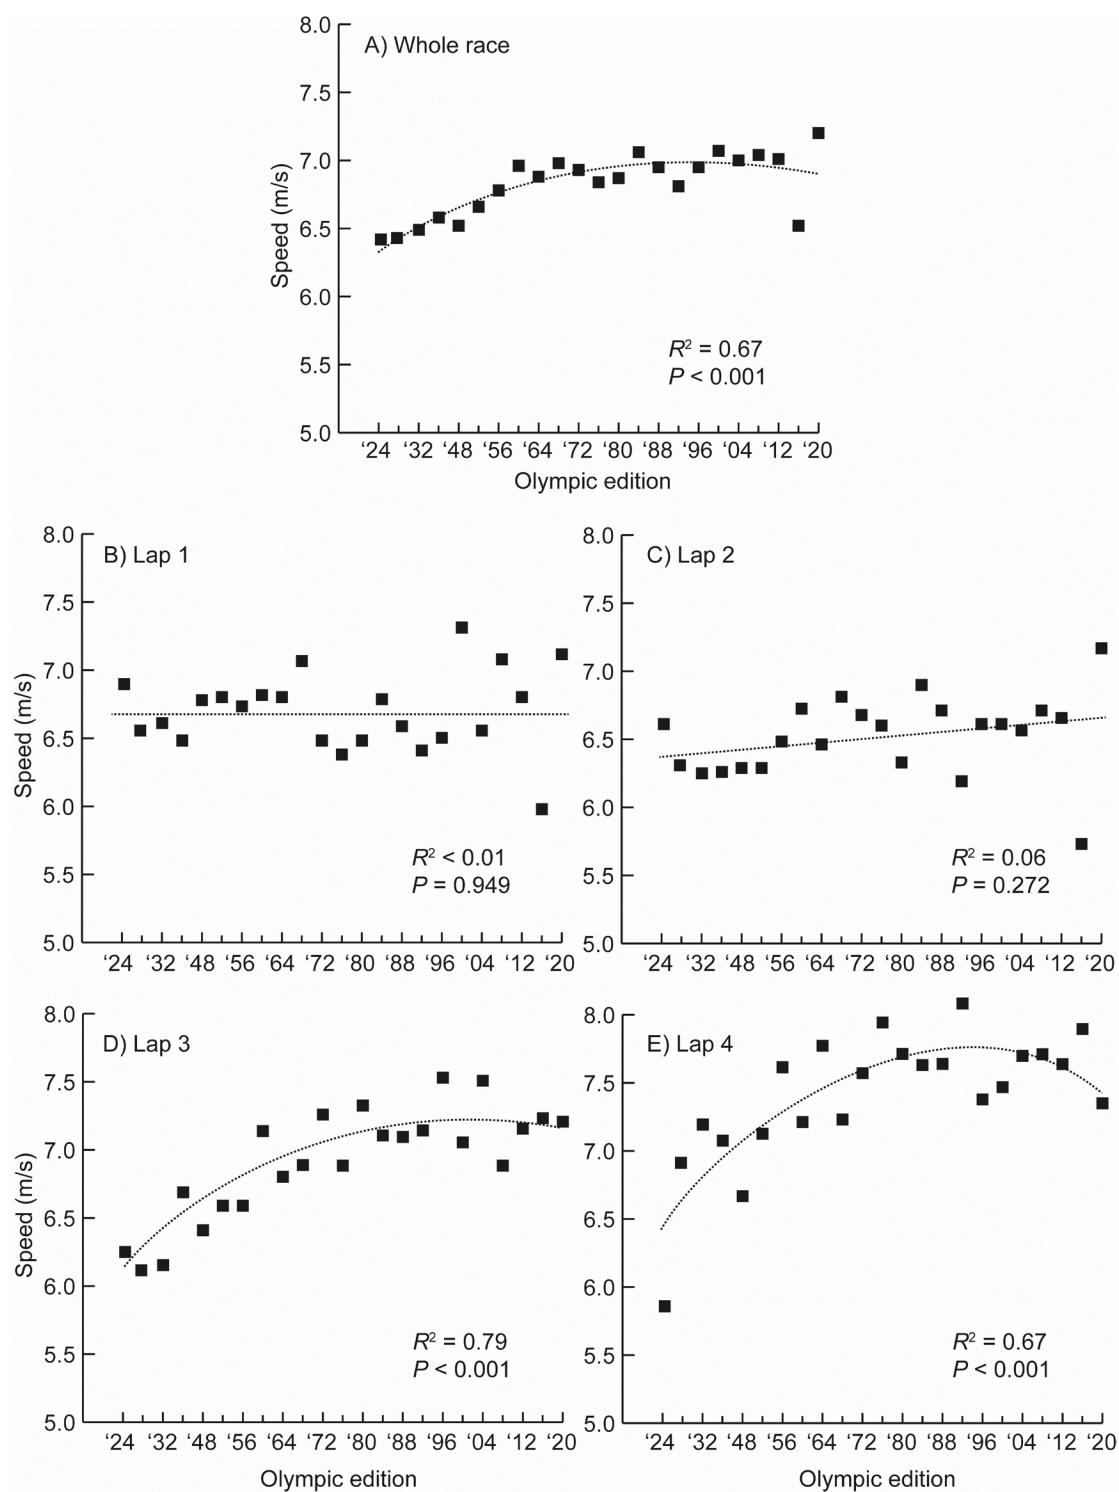 A) Whole race
8.0
7.5
7.0
6.5
6.0
5.5
5.0
Speed (m/s)
R² = 0.67
P < 0.001
‘24 ‘32 ‘48 ‘56 ‘64 ‘72 ‘80 ‘88 ‘96 ‘04 ‘12 ‘20
Olympic edition
B) Lap 1
8.0
7.5
7.0
6.5
6.0
5.5
5.0
Speed (m/s)
R² < 0.01
P = 0.949
‘24 ‘32 ‘48 ‘56 ‘64 ‘72 ‘80 ‘88 ‘96 ‘04 ‘12 ‘20
C) Lap 2
8.0
7.5
7.0
6.5
6.0
5.5
5.0
R² = 0.06
P = 0.272
‘24 ‘32 ‘48 ‘56 ‘64 ‘72 ‘80 ‘88 ‘96 ‘04 ‘12 ‘20
D) Lap 3
8.0
7.5
7.0
6.5
6.0
5.5
5.0
Speed (m/s)
R² = 0.79
P < 0.001
‘24 ‘32 ‘48 ‘56 ‘64 ‘72 ‘80 ‘88 ‘96 ‘04 ‘12 ‘20
Olympic edition
E) Lap 4
8.0
7.5
7.0
6.5
6.0
5.5
5.0
R² = 0.67
P < 0.001
‘24 ‘32 ‘48 ‘56 ‘64 ‘72 ‘80 ‘88 ‘96 ‘04 ‘12 ‘20
Olympic edition